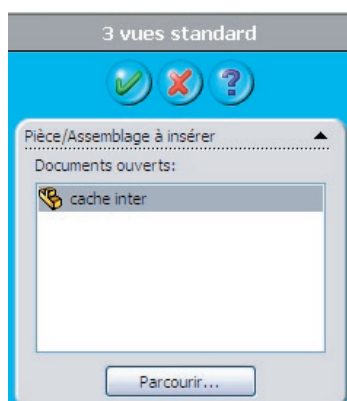 3 vues standard
?
Pièce/Assemblage à insérer
Documents ouverts:
cache inter
Parcourir...